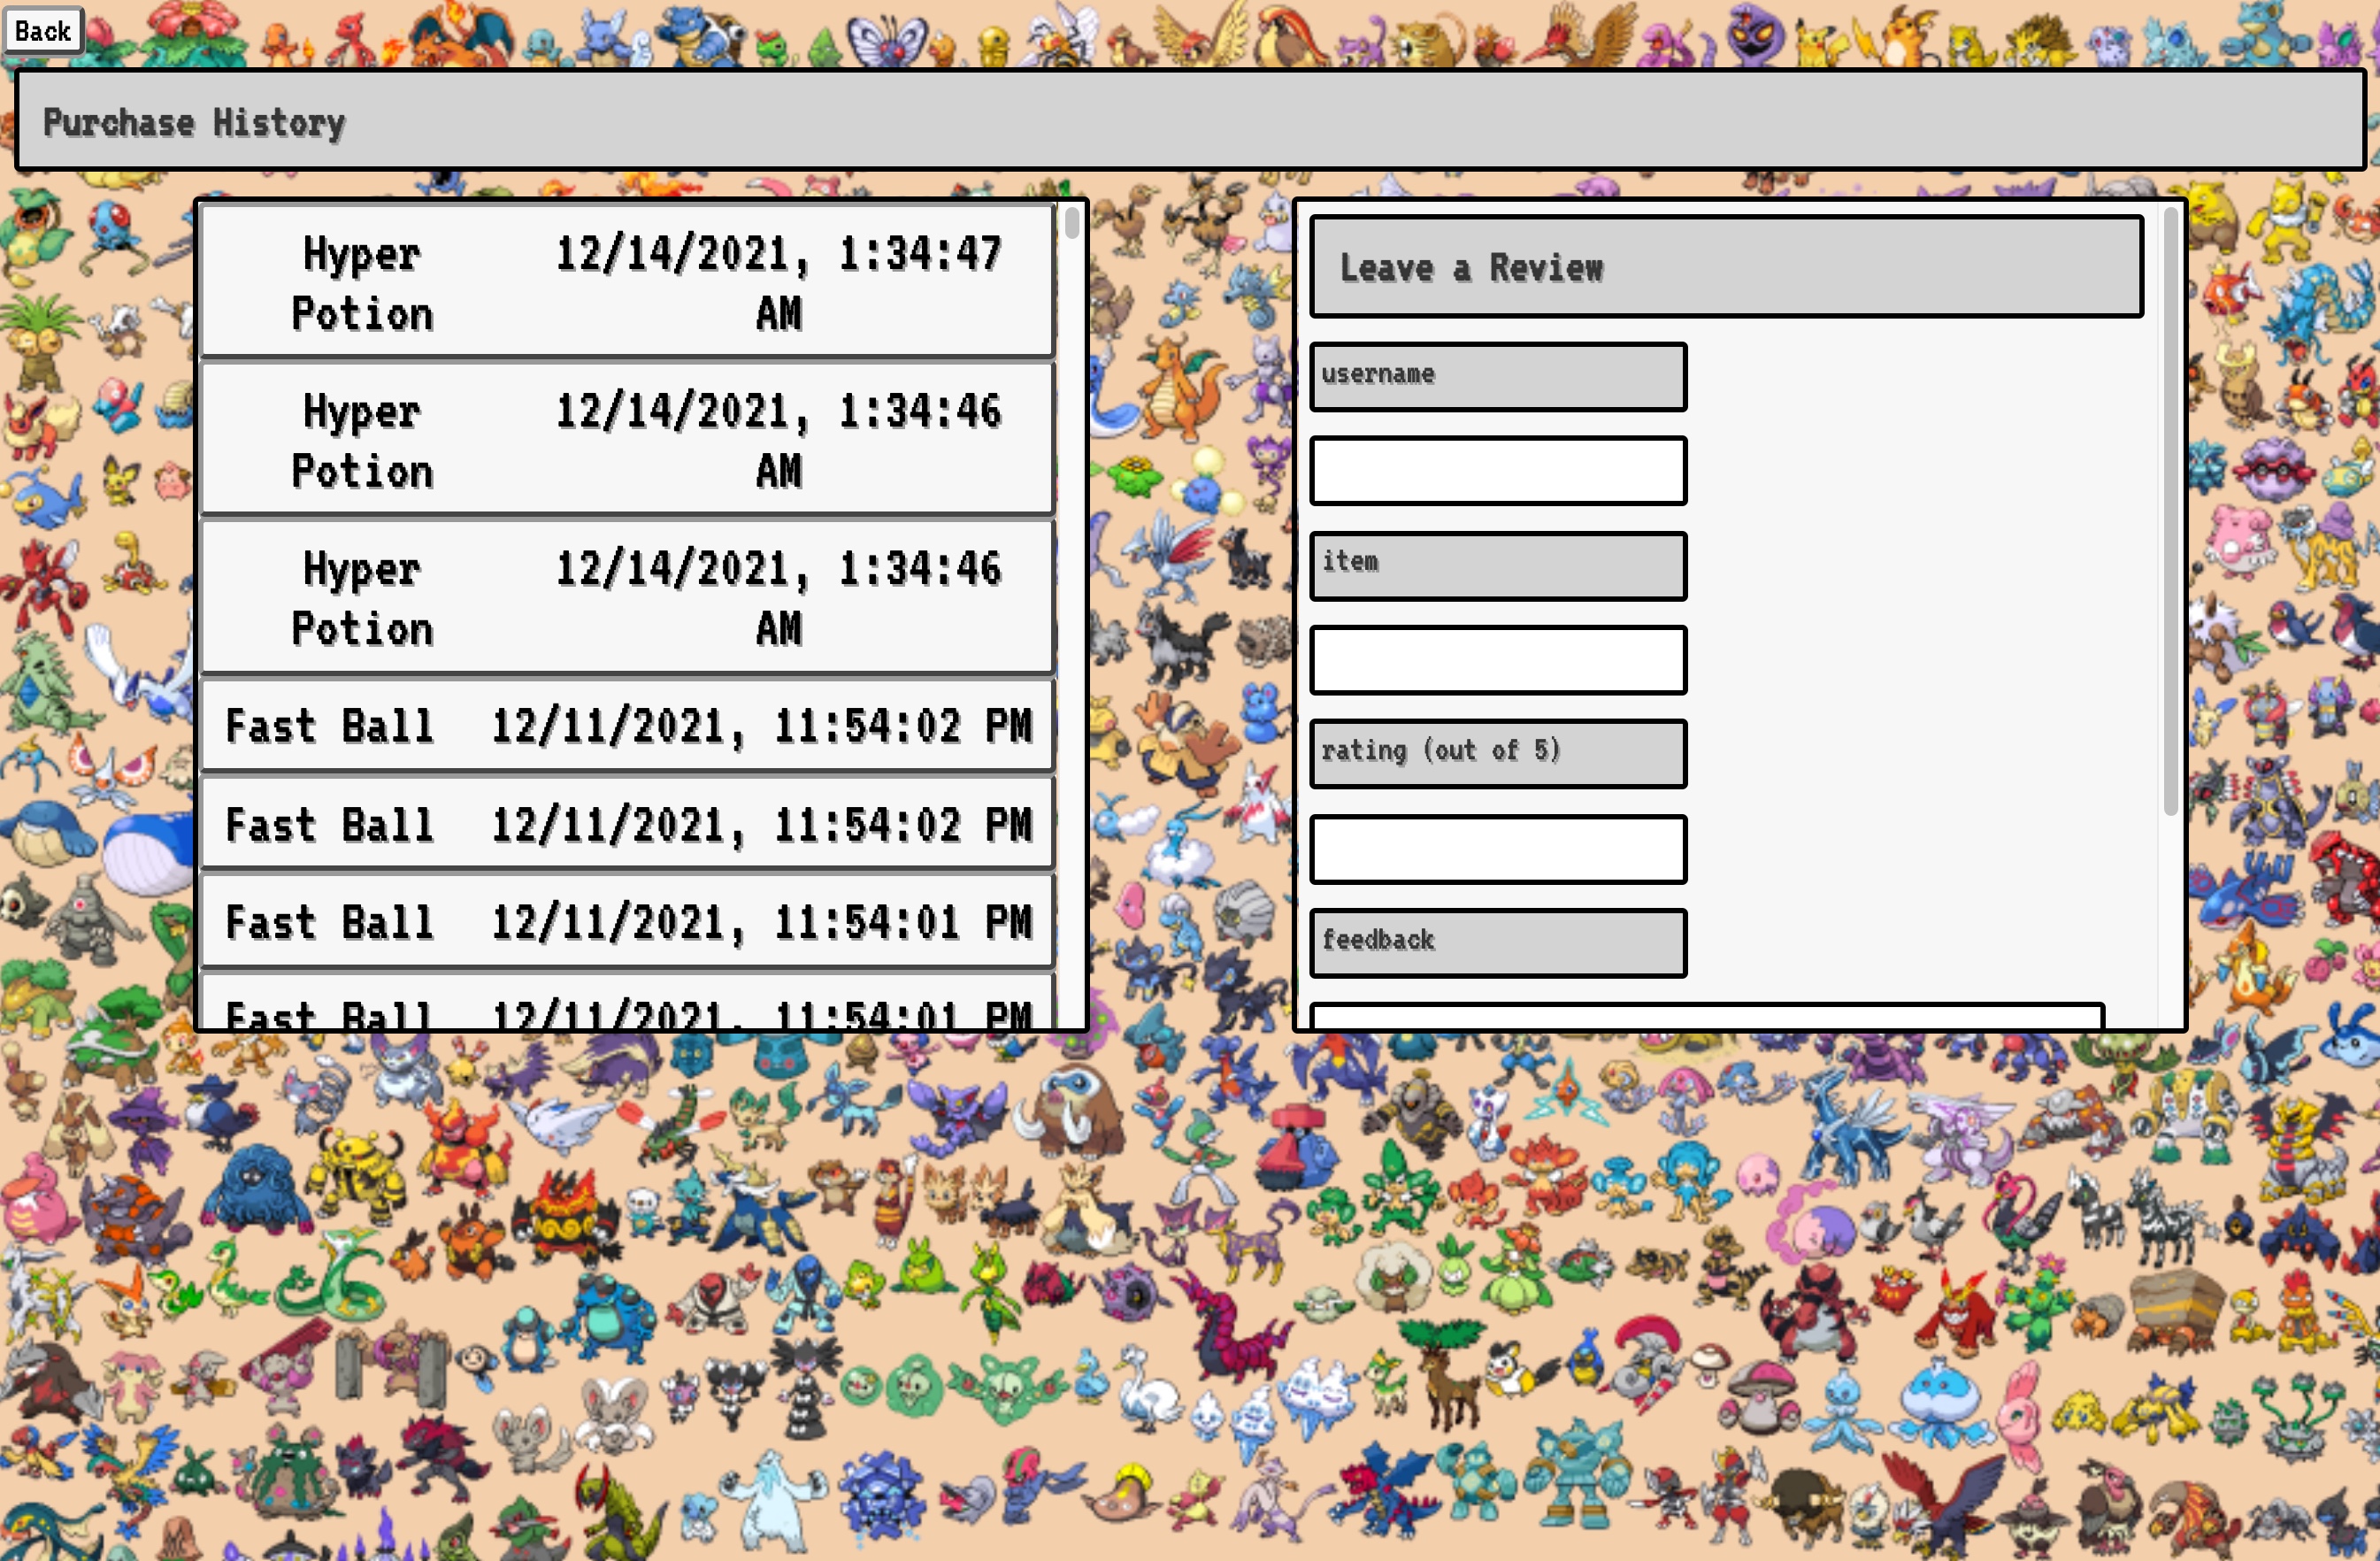 Back
Purchase History
Hyper Potion 12/14/2021, 1:34:47 AM
Hyper Potion 12/14/2021, 1:34:46 AM
Hyper Potion 12/14/2021, 1:34:46 AM
Fast Ball 12/11/2021, 11:54:02 PM
Fast Ball 12/11/2021, 11:54:02 PM
Fast Ball 12/11/2021, 11:54:01 PM
Fast Ball 12/11/2021, 11:54:01 PM
Leave a Review
username
item
rating (out of 5)
feedback